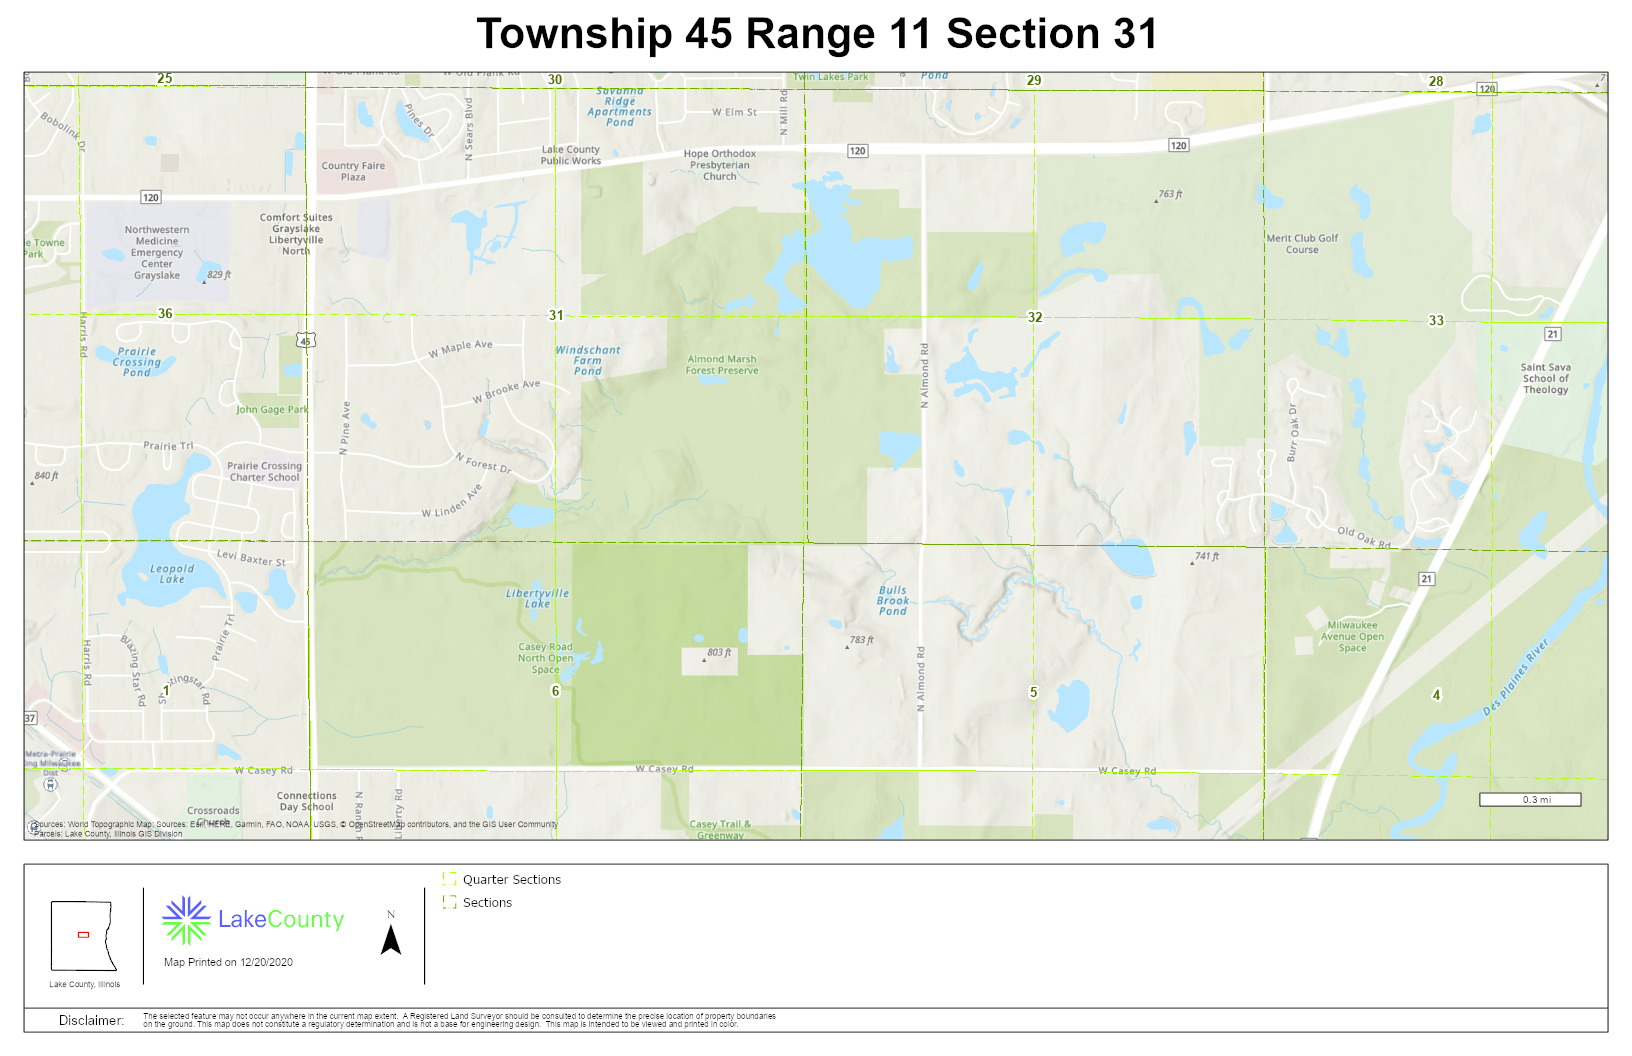 Township 45 Range 11 Section 31
25
30
29
28
Twin Lakes Park
Pond
120
Bobolink Dr
Pines Dr
N Sears Blvd
Savanna
Ridge
Apartments
Pond
W Elm St
N Mill Rd
Lake County
Public Works
Hope Orthodox
Presbyterian
Church
120
120
Country Faire
Plaza
120
763 ft
Northwestern
Medicine
Emergency
Center
Grayslake
829 ft
Comfort Suites
Grayslake
Libertyville
North
Merit Club Golf
Course
e Towne
Park
36
31
32
33
Harris Rd
45
21
Prairie
Crossing
Pond
W Maple Ave
Windschant
Farm
Pond
Almond Marsh
Forest Preserve
N Almond Rd
Saint Sava
School of
Theology
W Brooke Ave
John Gage Park
N Pine Ave
Burr Oak Dr
Prairie Trl
Prairie Crossing
Charter School
N Forest Dr
840 ft
W Linden Ave
Old Oak Rd
Levi Baxter St
741 ft
Leopold
Lake
Libertyville
Lake
Bulls
Brook
Pond
21
Prairie Trl
Harris Rd
Blazing Star Rd
Casey Road
North Open
Space
803 ft
783 ft
N Almond Rd
Milwaukee
Avenue Open
Space
Des Plaines River
1
6
5
4
37
Metra-Prairie
ng Milwaukee
Dist
W Casey Rd
W Casey Rd
W Casey Rd
Connections
Day School
N Ranch R
Liberty Rd
Crossroads
Church
0.3 mi
Casey Trail &
Greenway
Sources: World Topographic Map: Sources: Esri, HERE, Garmin, FAO, NOAA, USGS, © OpenStreetMap contributors, and the GIS User Community
Parcels: Lake County, Illinois GIS Division
Quarter Sections
Sections
LakeCounty
N
Map Printed on 12/20/2020
Lake County, Illinois
Disclaimer:
The selected feature may not occur anywhere in the current map extent. A Registered Land Surveyor should be consulted to determine the precise location of property boundaries
on the ground. This map does not constitute a regulatory determination and is not a base for engineering design. This map is intended to be viewed and printed in color.